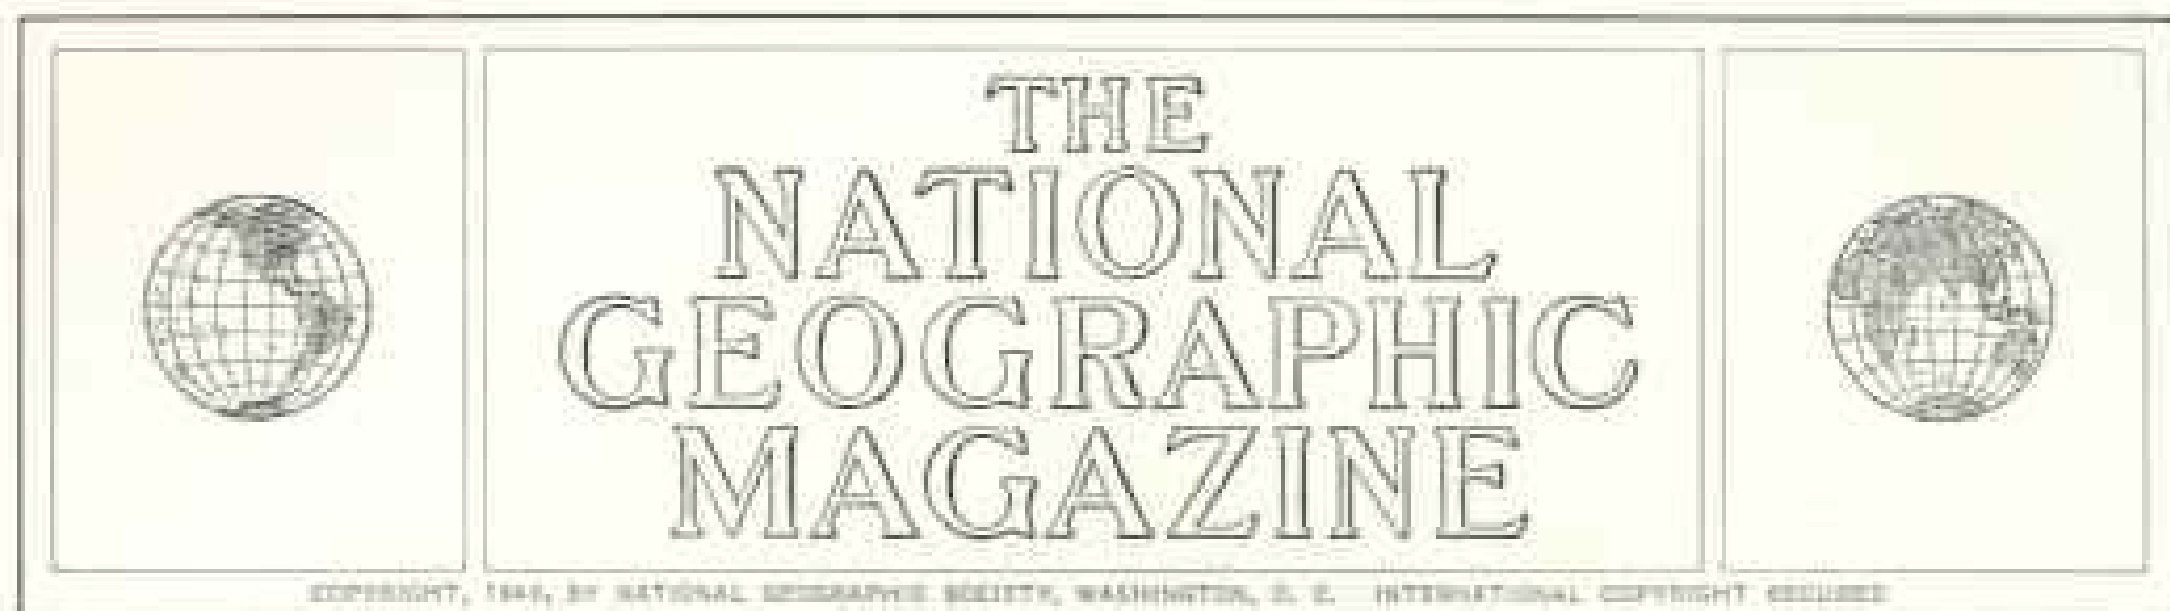 THE
NATIONAL
GEOGRAPHIC
MAGAZINE
COPYRIGHT, BY NATIONAL GEOGRAPHIC SOCIETY, WASHINGTON, D. C. INTERNATIONAL COPYRIGHT SECURED